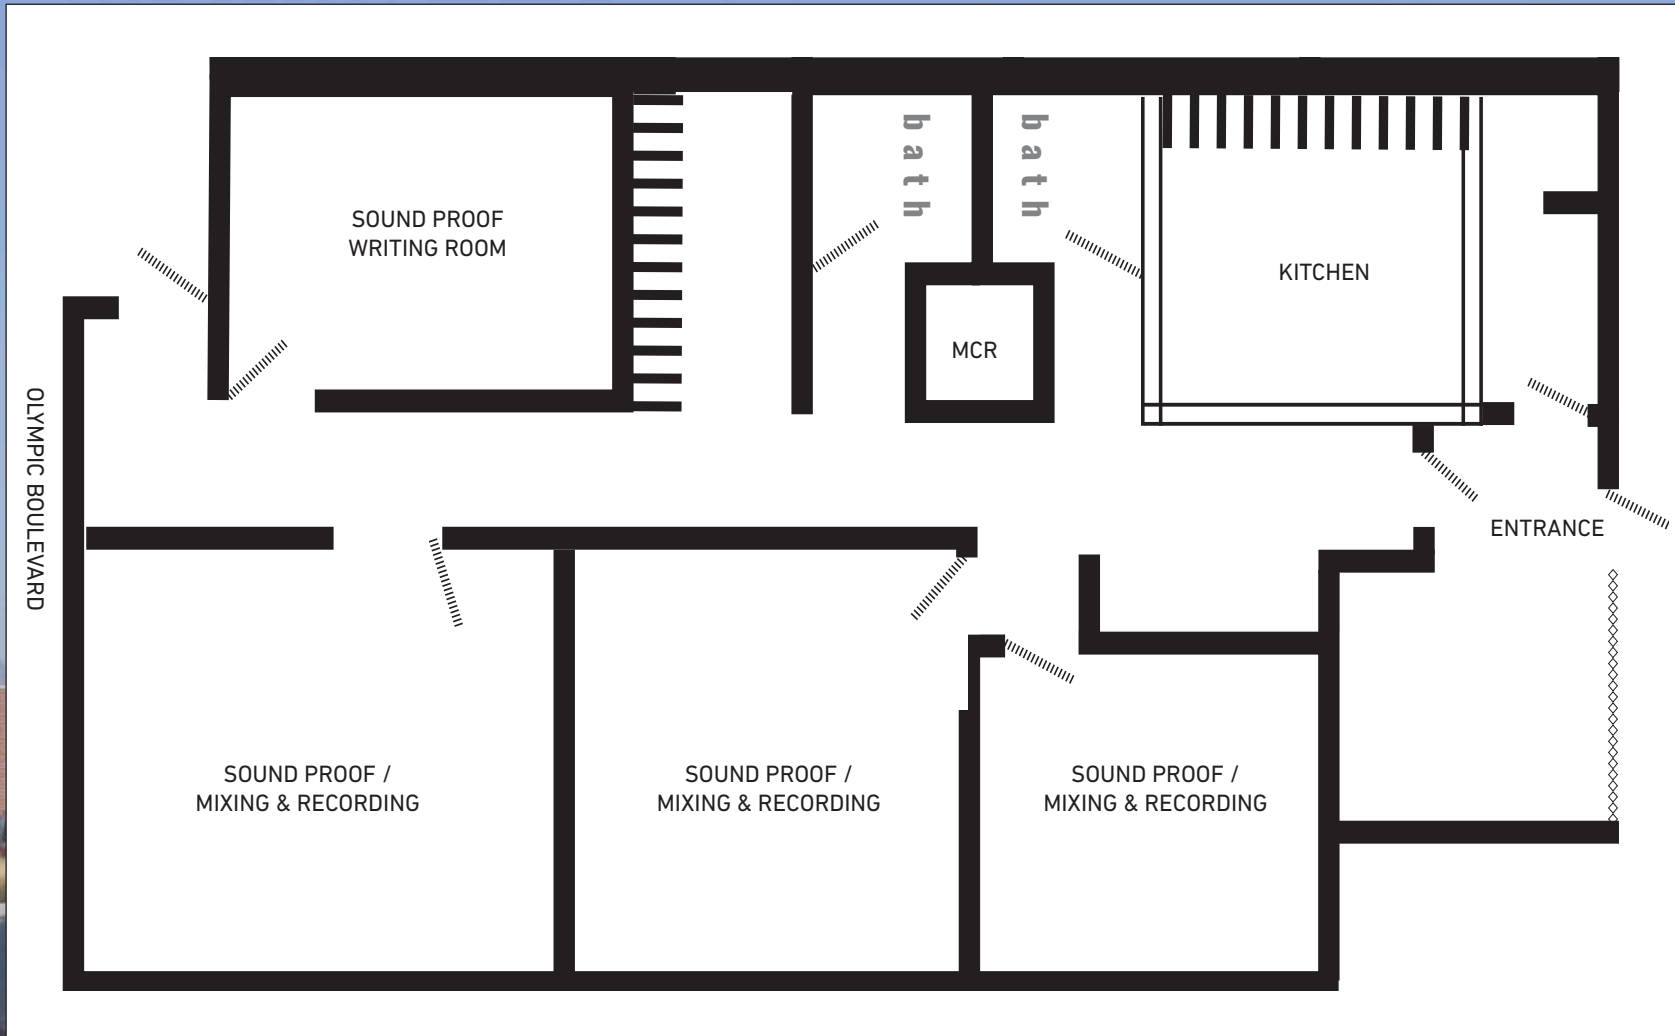 bath
bath
SOUND PROOF
WRITING ROOM
KITCHEN
MCR
OLYMPIC BOULEVARD
ENTRANCE
SOUND PROOF /
MIXING & RECORDING
SOUND PROOF /
MIXING & RECORDING
SOUND PROOF /
MIXING & RECORDING